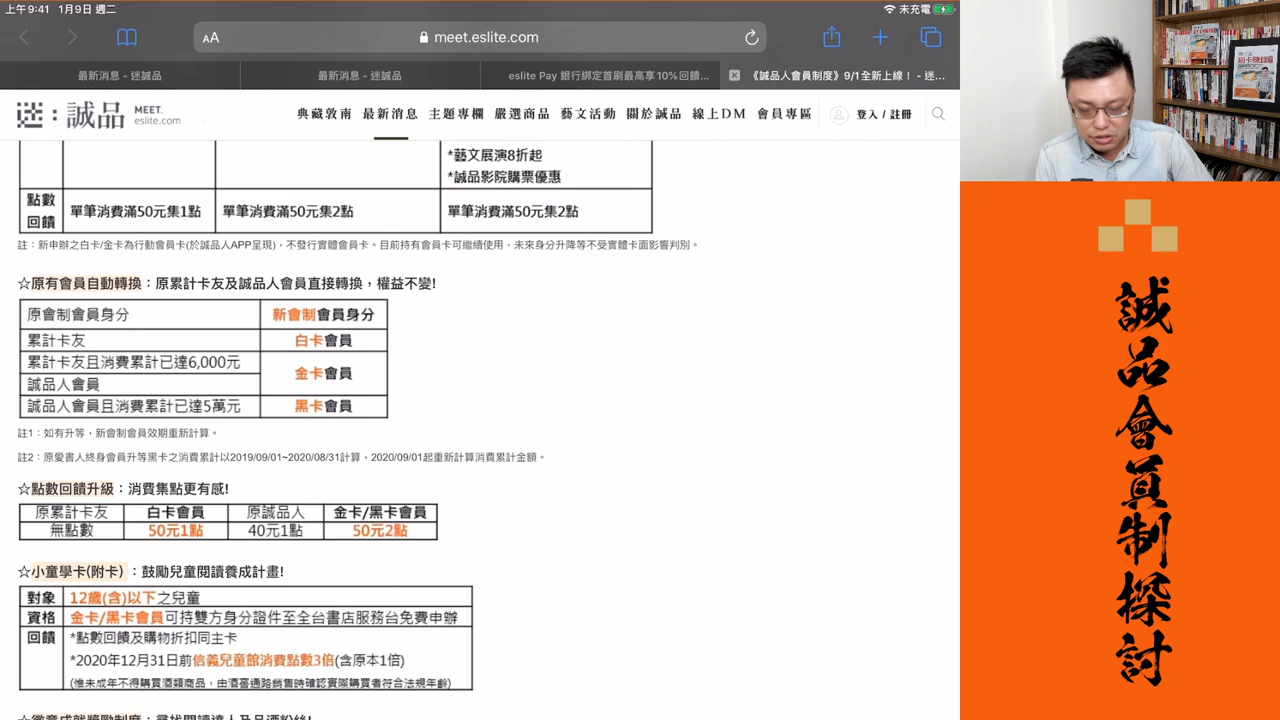 上午9:41 1月9日 週二
未充電
AA
meet.eslite.com
最新消息 - 迷誠品
最新消息 - 迷誠品
eslite Pay 銀行綁定首刷最高享10%回饋...
《誠品人會員制度》9/1全新上線！ - 迷...
迷：誠品 MEET. eslite.com
典藏敦南 最新消息 主題專欄 嚴選商品 藝文活動 關於誠品 線上DM 會員專區
登入 / 註冊
*藝文展演8折起
*誠品影院購票優惠
點數回饋
單筆消費滿50元集1點
單筆消費滿50元集2點
單筆消費滿50元集2點
註：新申辦之白卡/金卡為行動會員卡(於誠品人APP呈現)，不發行實體會員卡。目前持有會員卡可繼續使用，未來身分升降等不受實體卡面影響判別。
☆原有會員自動轉換：原累計卡友及誠品人會員直接轉換，權益不變!
原會制會員身分 新會制會員身分
累計卡友 白卡會員
累計卡友且消費累計已達6,000元
金卡會員
誠品人會員
誠品人會員且消費累計已達5萬元 黑卡會員
註1：如有升等，新會制會員效期重新計算。
註2：原愛書人終身會員升等黑卡之消費累計以2019/09/01~2020/08/31計算，2020/09/01起重新計算消費累計金額。
☆點數回饋升級：消費集點更有感!
原累計卡友 白卡會員 原誠品人 金卡/黑卡會員
無點數 50元1點 40元1點 50元2點
☆小童學卡(附卡)：鼓勵兒童閱讀養成計畫!
對象 12歲(含)以下之兒童
資格 金卡/黑卡會員可持雙方身分證件至全台書店服務台免費申辦
回饋 *點數回饋及購物折扣同主卡
*2020年12月31日前信義兒童館消費點數3倍(含原本1倍)
(惟未成年不得購買酒類商品，由酒窖通路銷售時確認實際購買者符合法規年齡)
☆徽章成就獎勵制度：尋找閱讀達人及品酒粉絲!
誠品會員制探討